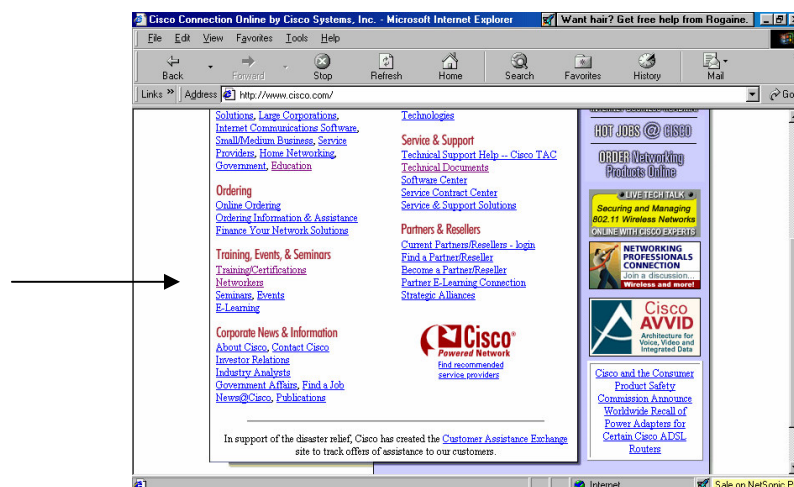 Cisco Connection Online by Cisco Systems, Inc. - Microsoft Internet Explorer
Want hair? Get free help from Rogaine.
File Edit View Favorites Tools Help
Back Forward Stop Refresh Home Search Favorites History Mail
Links » Address http://www.cisco.com/ Go
Solutions, Large Corporations,
Internet Communications Software,
Small/Medium Business, Service
Providers, Home Networking,
Government, Education
Ordering
Online Ordering
Ordering Information & Assistance
Finance Your Network Solutions
Training, Events, & Seminars
Training/Certifications
Networkers
Seminars, Events
E-Learning
Corporate News & Information
About Cisco, Contact Cisco
Investor Relations
Industry Analysts
Government Affairs, Find a Job
News@Cisco, Publications
Technologies
Service & Support
Technical Support Help -- Cisco TAC
Technical Documents
Software Center
Service Contract Center
Service & Support Solutions
Partners & Resellers
Current Partners/Resellers - login
Find a Partner/Reseller
Become a Partner/Reseller
Partner E-Learning Connection
Strategic Alliances
Cisco®
Powered Network
Find recommended
service providers
HOT JOBS @ CISCO
ORDER Networking
Products Online
LIVE TECH TALK
Securing and Managing
802.11 Wireless Networks
ONLINE WITH CISCO EXPERTS
NETWORKING
PROFESSIONALS
CONNECTION
Join a discussion...
Wireless and more!
Cisco
AVVID
Architecture for
Voice, Video and
Integrated Data
Cisco and the Consumer
Product Safety
Commission Announce
Worldwide Recall of
Power Adapters for
Certain Cisco ADSL
Routers
In support of the disaster relief, Cisco has created the Customer Assistance Exchange
site to track offers of assistance to our customers.
Internet
Sale on NetSonic P